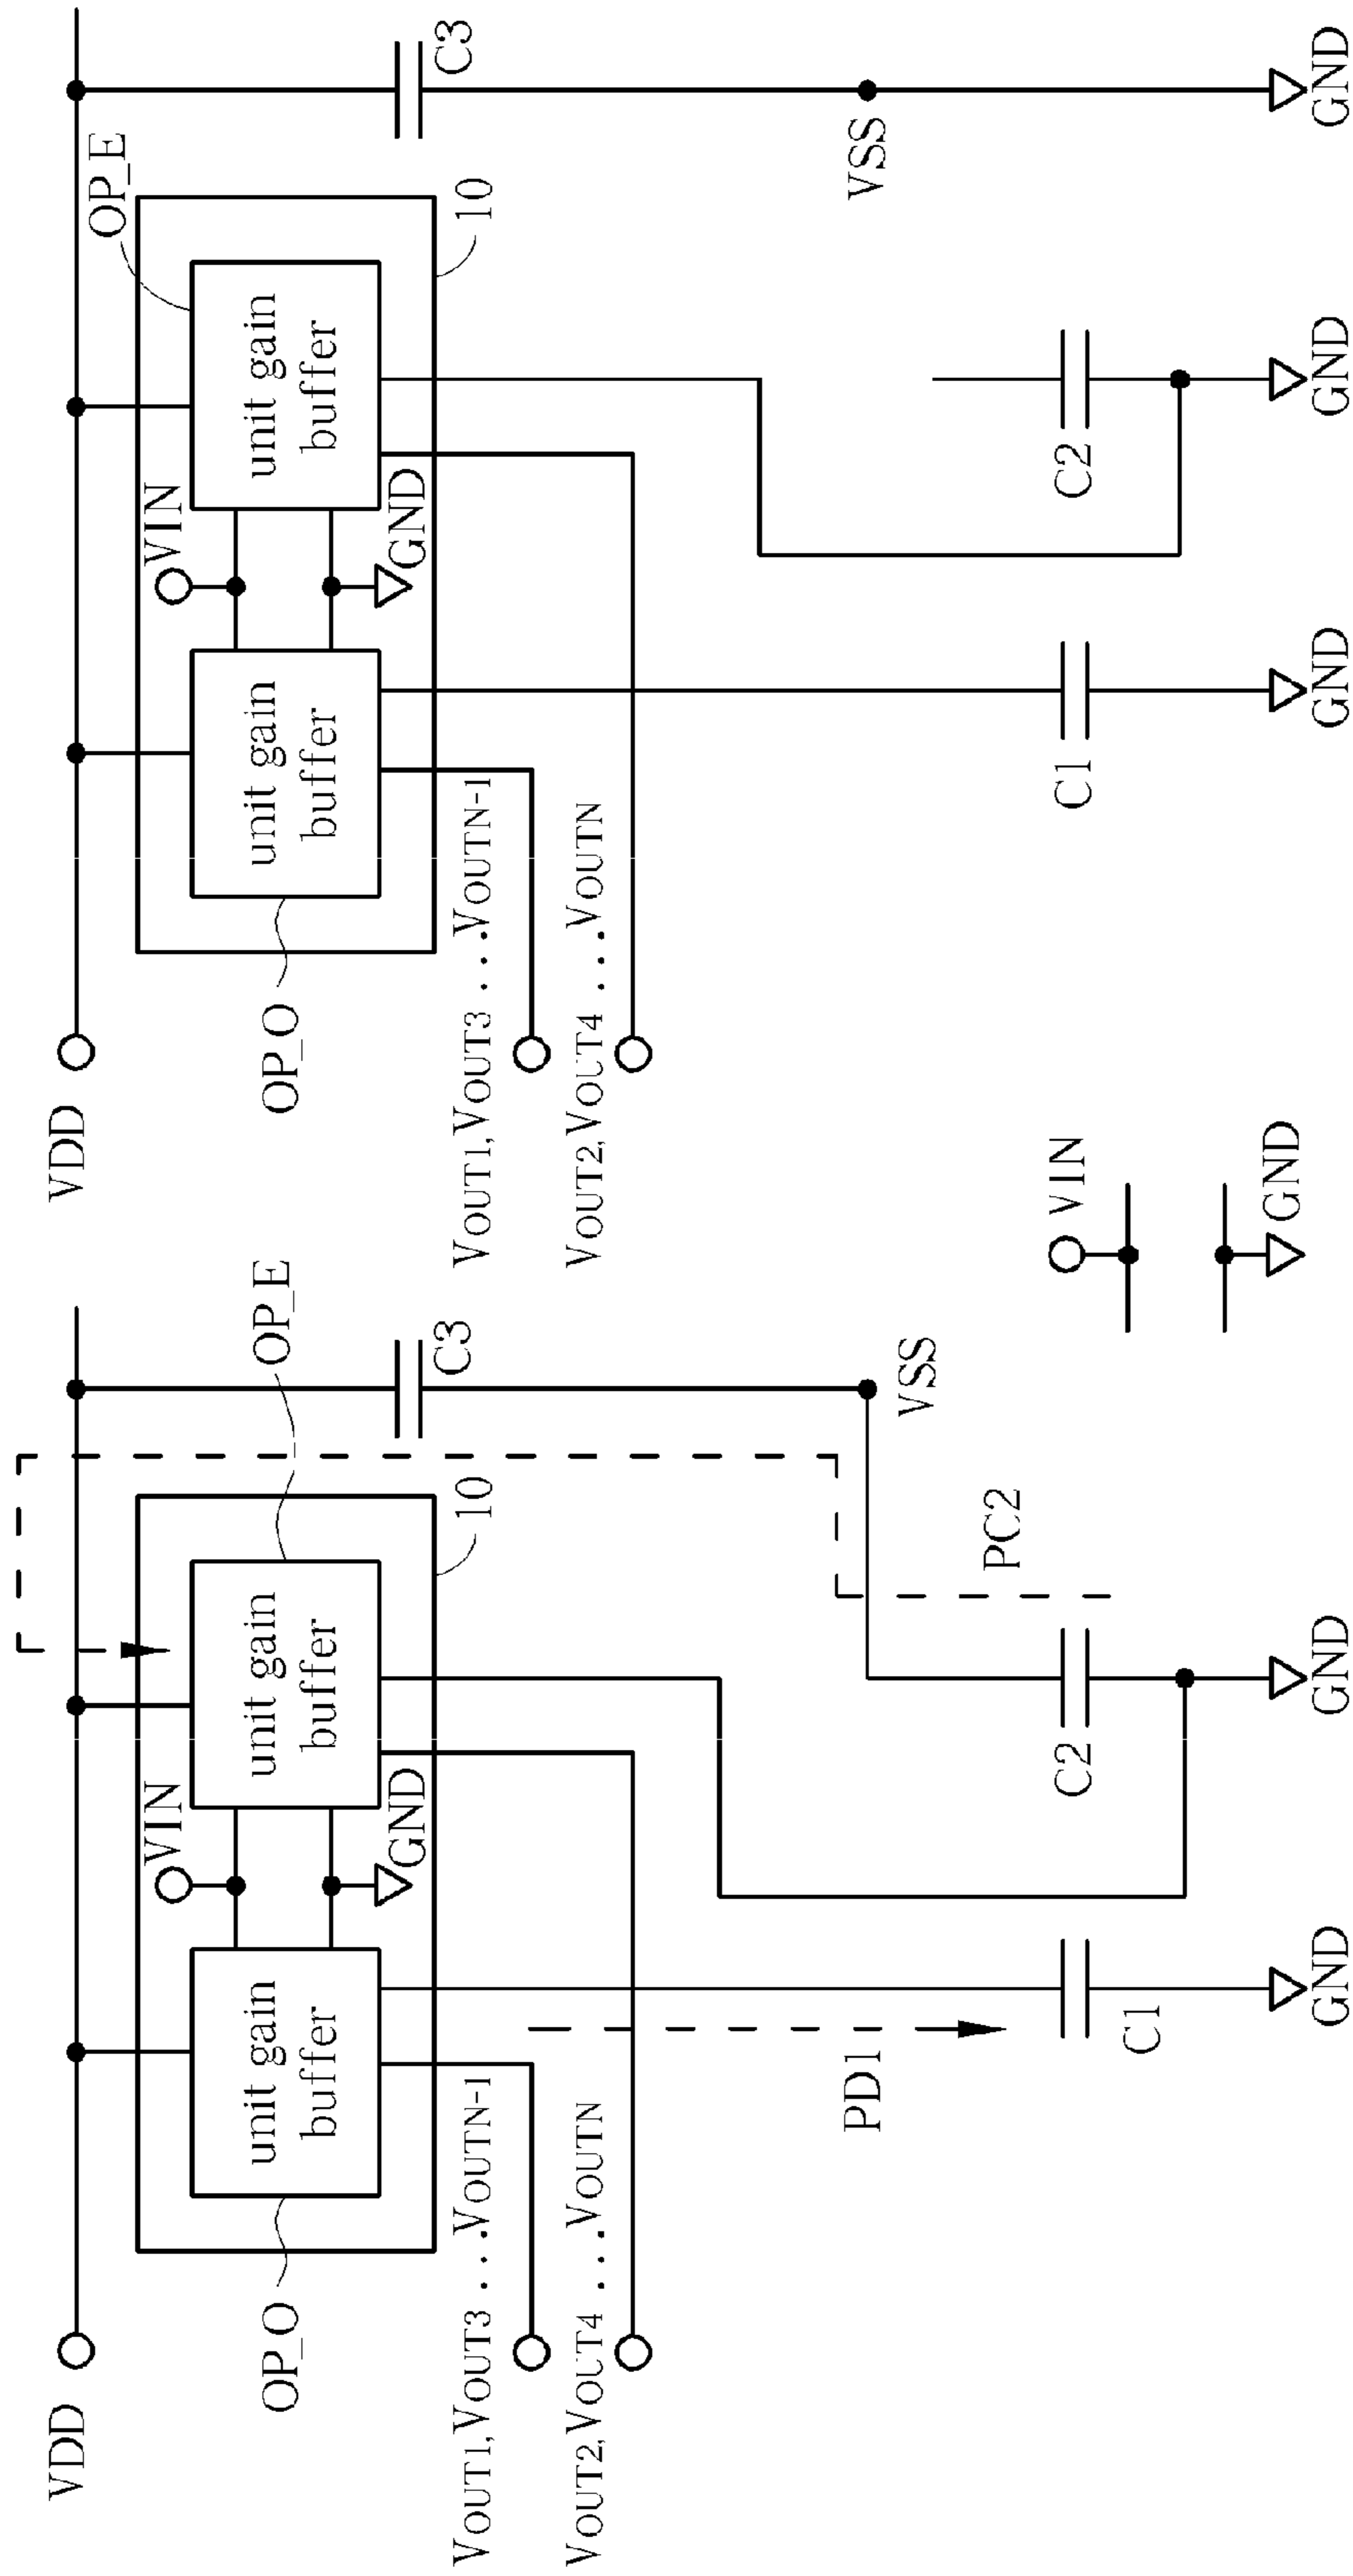 VDD
VIN
unit gain
buffer
unit gain
buffer
GND
OP_O
OP_E
10
C3
VOUT1,VOUT3 ...VOUTN-1
VOUT2,VOUT4 ...VOUTN
VSS
PD1
PC2
C1
C2
GND
GND
VIN
GND
VDD
VIN
unit gain
buffer
unit gain
buffer
GND
OP_O
OP_E
10
C3
VOUT1,VOUT3 ...VOUTN-1
VOUT2,VOUT4 ...VOUTN
VSS
C1
C2
GND
GND
GND